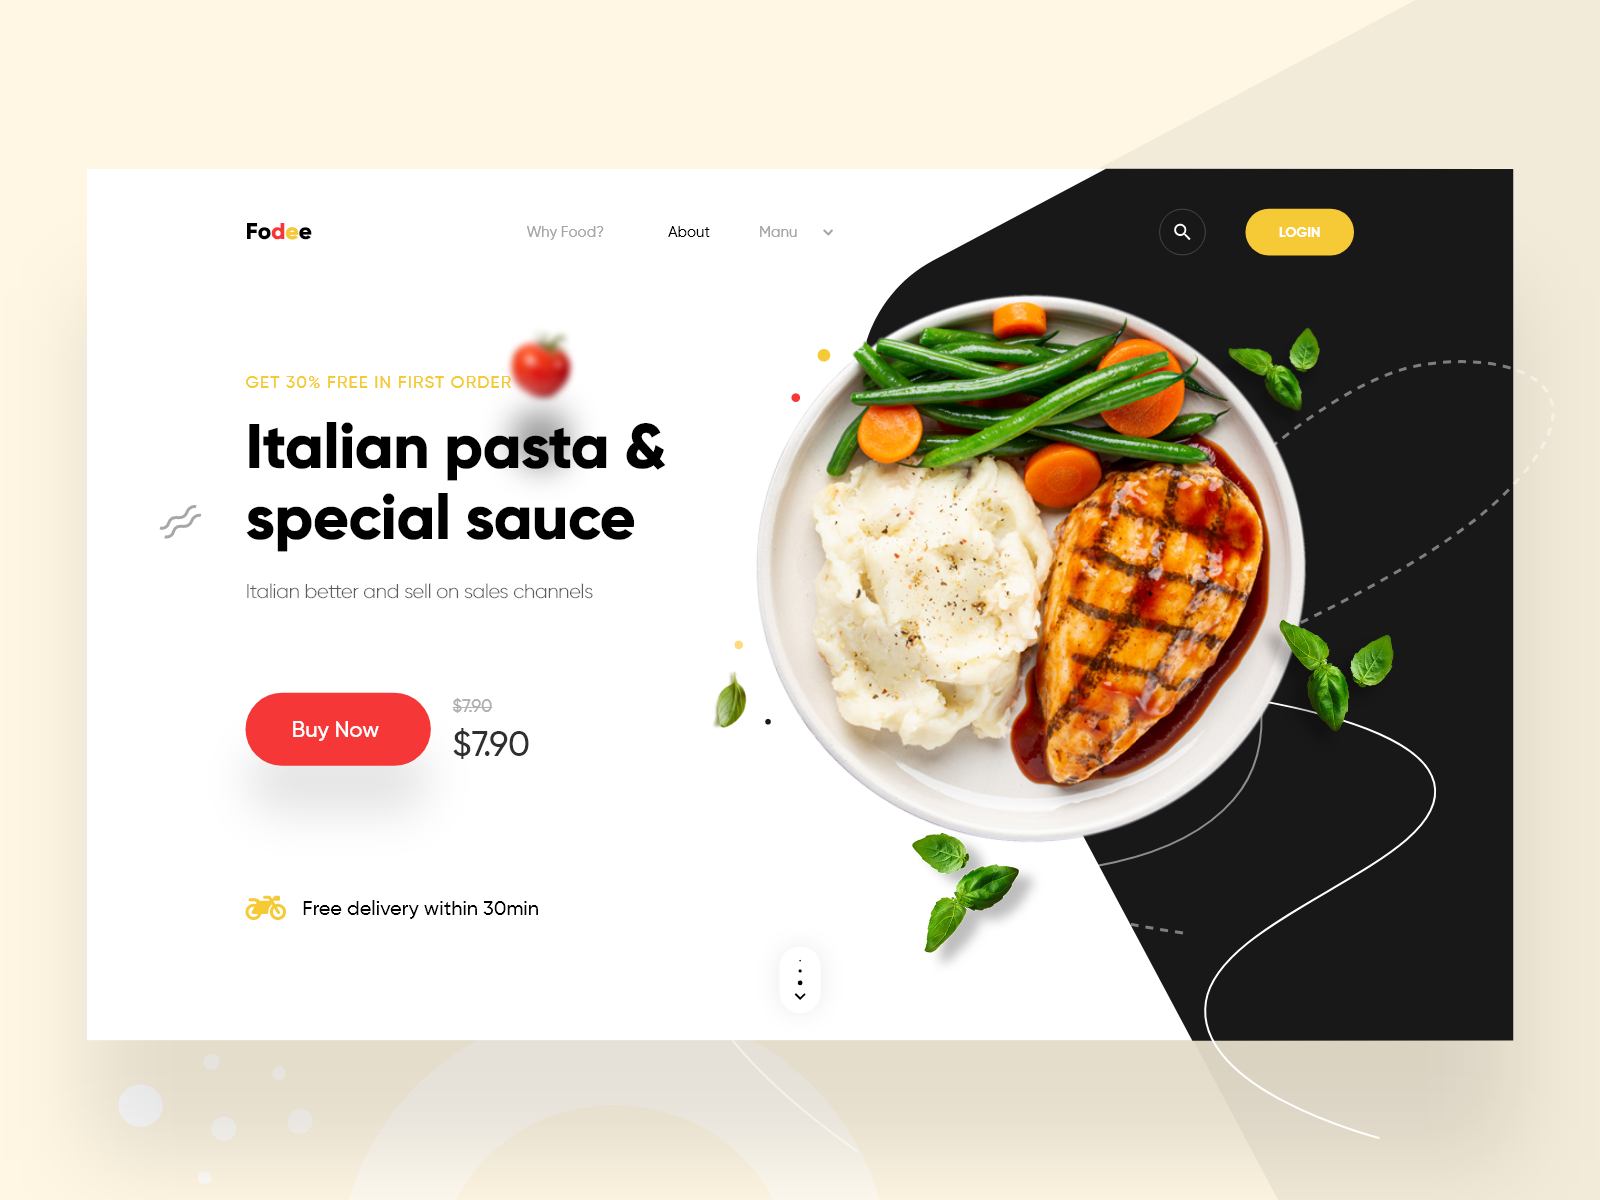 Fodee
Why Food?
About
Manu
LOGIN
GET 30% FREE IN FIRST ORDER
Italian pasta &
special sauce
Italian better and sell on sales channels
Buy Now
$7.90
$7.90
Free delivery within 30min